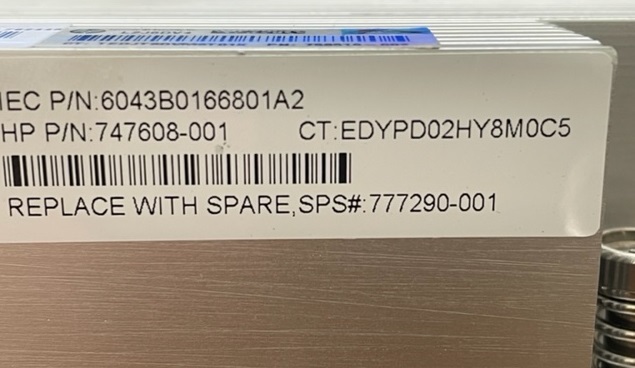 IEC P/N:6043B0166801A2
HP P/N:747608-001 CT:EDYPD02HY8M0C5
REPLACE WITH SPARE,SPS#:777290-001